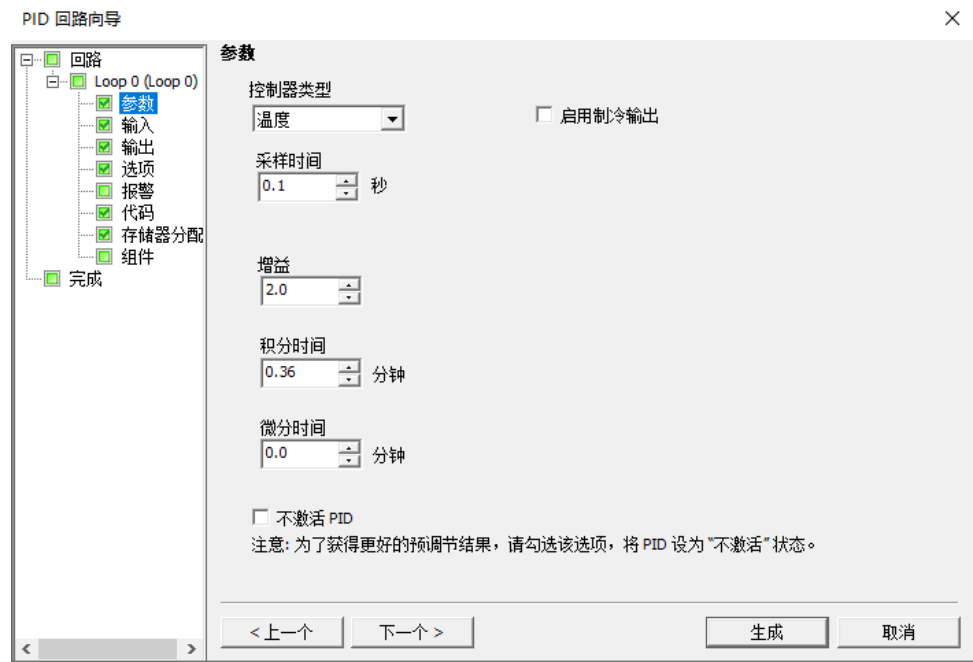 PID 回路向导
回路
Loop 0 (Loop 0)
参数
输入
输出
选项
报警
代码
存储器分配
组件
完成
参数
控制器类型
温度
启用制冷输出
采样时间
0.1 秒
增益
2.0
积分时间
0.36 分钟
微分时间
0.0 分钟
不激活 PID
注意: 为了获得更好的预调节结果，请勾选该选项，将 PID 设为"不激活"状态。
<上一个
下一个>
生成
取消